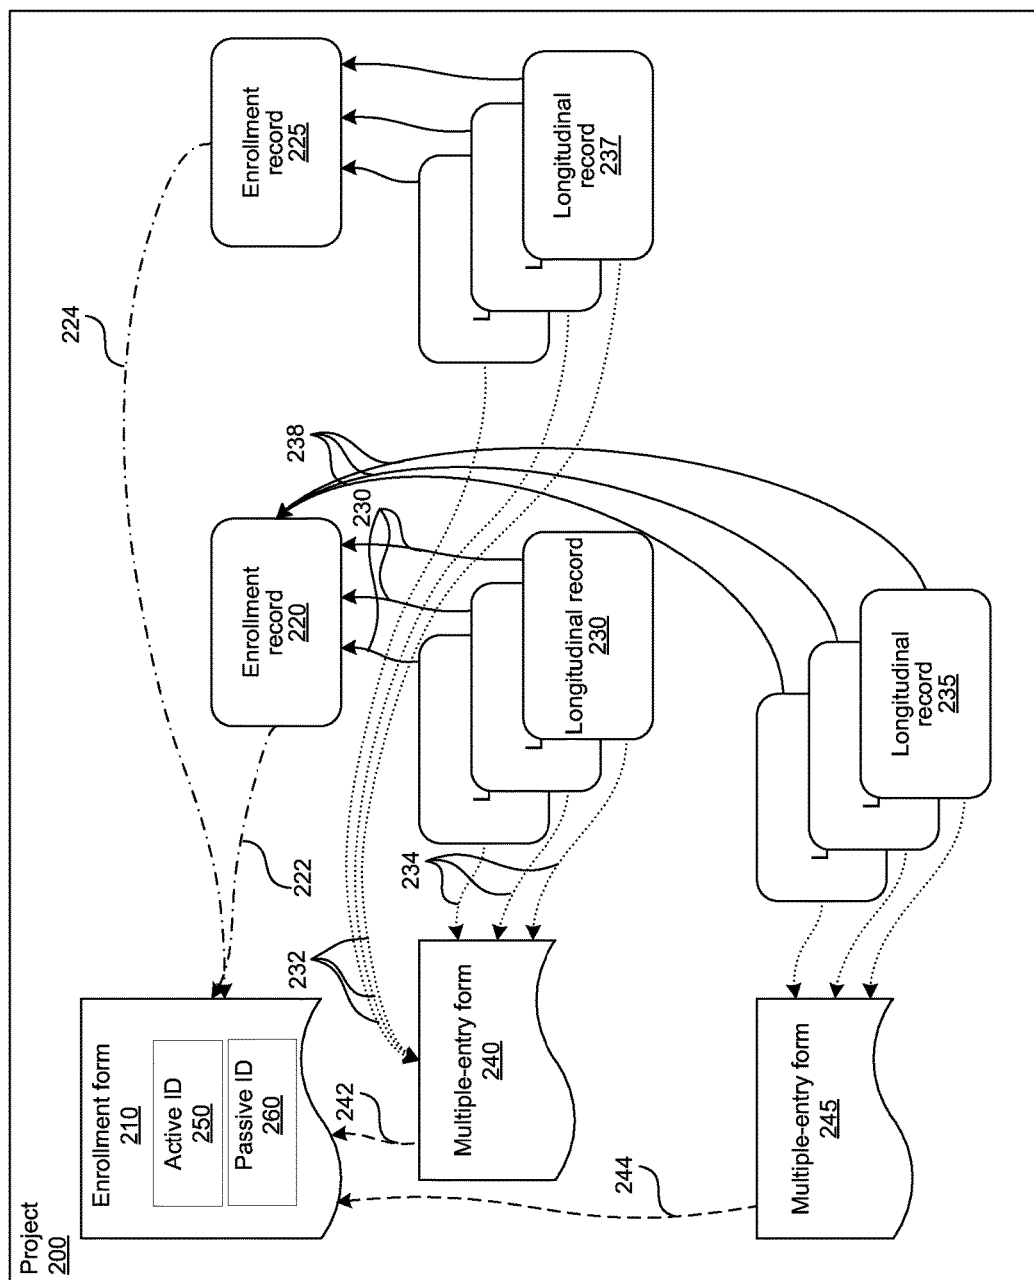 Project
200
Enrollment form
210
Active ID
250
Passive ID
260
222
224
Enrollment
record
220
Enrollment
record
225
232
230
238
242
234
Multiple-entry form
240
L
L
Longitudinal record
230
L
L
Longitudinal
record
237
244
Multiple-entry form
245
L
L
Longitudinal
record
235